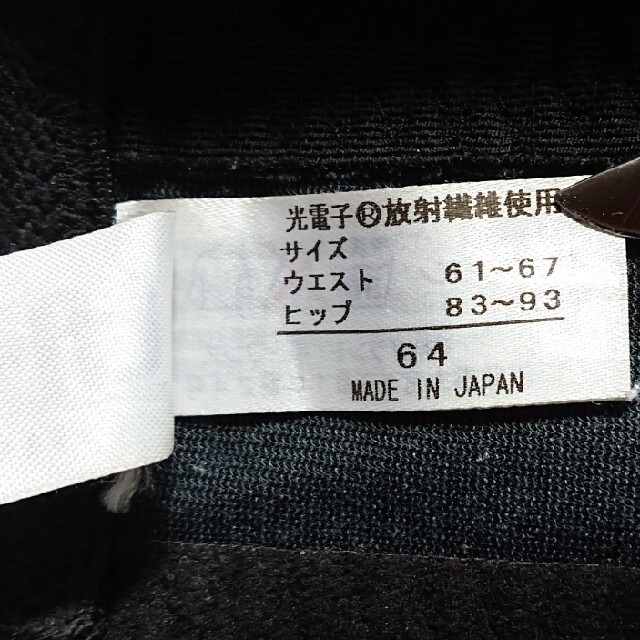 光電子®放射繊維使用
サイズ
ウエスト 61~67
ヒップ 83~93
64
MADE IN JAPAN